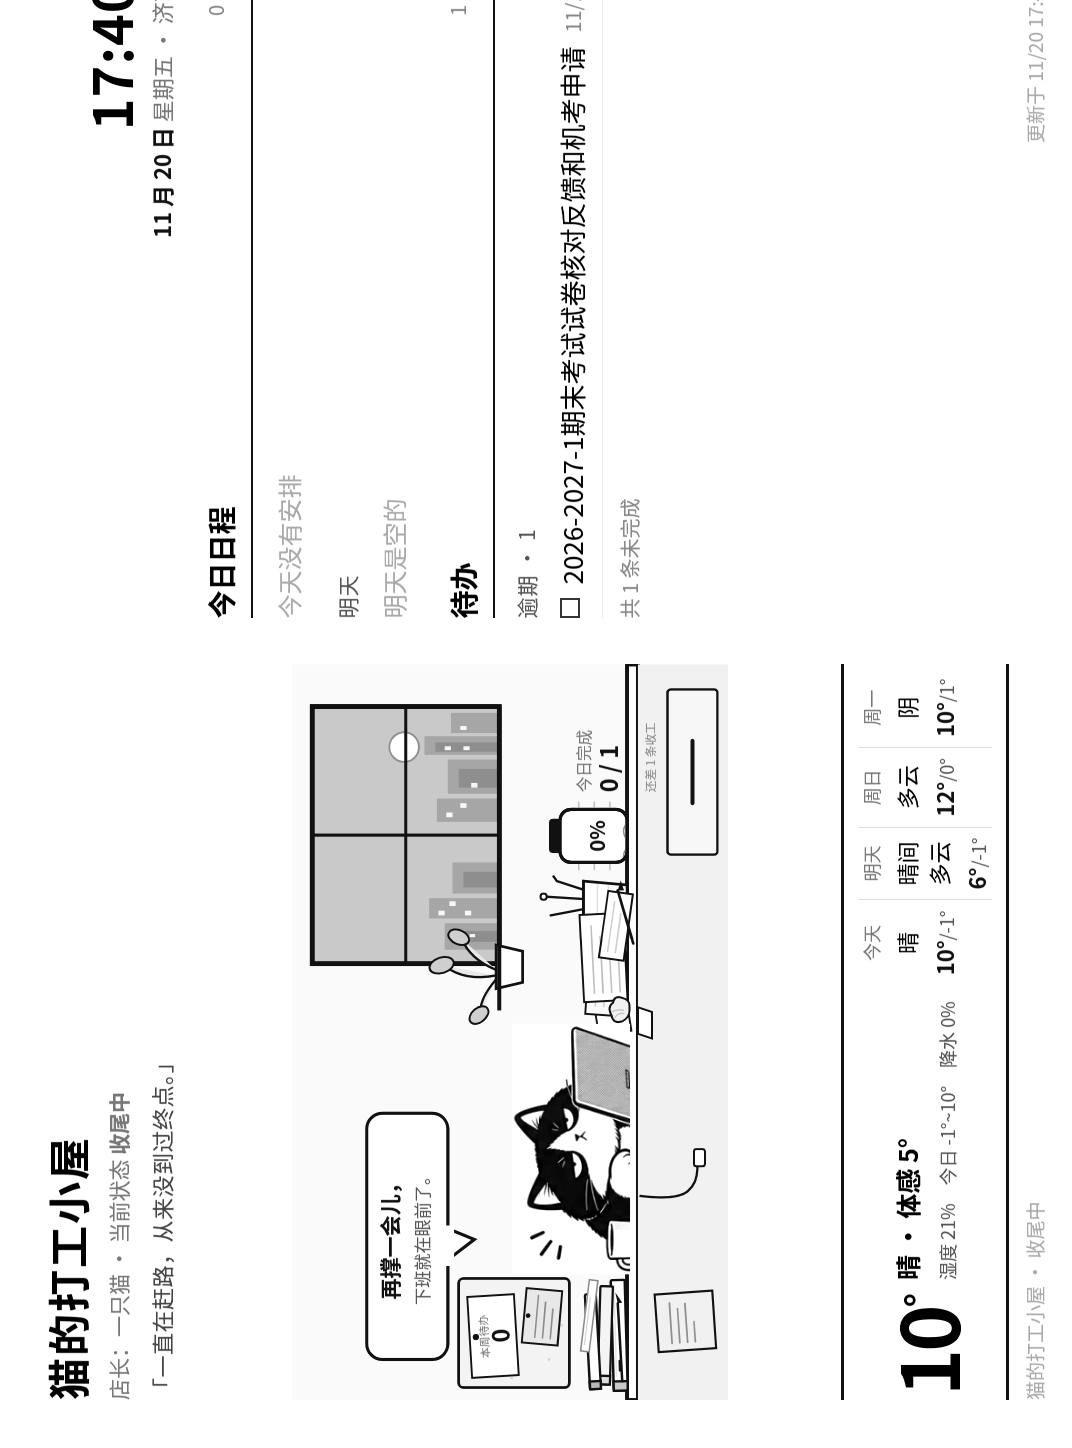 猫的打工小屋
店长：一只猫 · 当前状态 收尾中
「一直在赶路，从来没到过终点。」
再撑一会儿，
下班就在眼前了。
本周待办
0
0%
今日完成
0 / 1
还差 1 条收工
10° 晴 · 体感 5°
湿度 21% 今日 -1°~10° 降水 0%
今天
晴
10°/-1°
明天
晴间
多云
6°/-1°
周日
多云
12°/0°
周一
阴
10°/1°
猫的打工小屋 · 收尾中
17:40
11 月 20 日 星期五 · 济
今日日程 0
今天没有安排
明天
明天是空的
待办 1
逾期 · 1
2026-2027-1期末考试试卷核对反馈和机考申请 11/
共 1 条未完成
更新于 11/20 17: